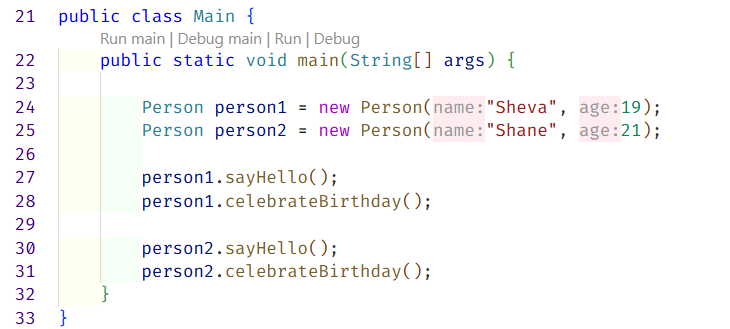 21 public class Main {
Run main | Debug main | Run | Debug
22 public static void main(String[] args) {
23
24 Person person1 = new Person(name:"Sheva", age:19);
25 Person person2 = new Person(name:"Shane", age:21);
26
27 person1.sayHello();
28 person1.celebrateBirthday();
29
30 person2.sayHello();
31 person2.celebrateBirthday();
32 }
33 }